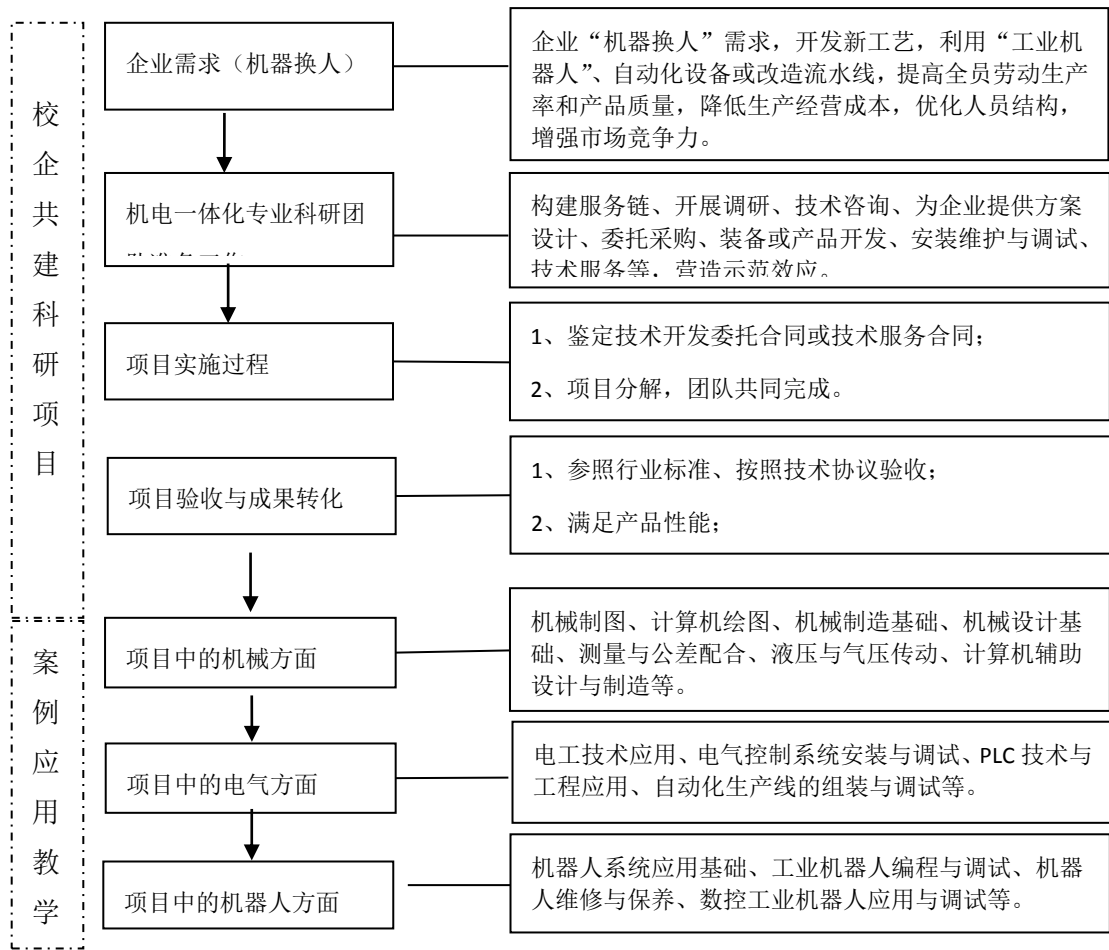 校企共建科研项目
企业需求（机器换人）
企业“机器换人”需求，开发新工艺，利用“工业机
器人”、自动化设备或改造流水线，提高全员劳动生产
率和产品质量，降低生产经营成本，优化人员结构，
增强市场竞争力。
机电一体化专业科研团
构建服务链、开展调研、技术咨询、为企业提供方案
设计、委托采购、装备或产品开发、安装维护与调试、
技术服务等，营造示范效应。
项目实施过程
1、鉴定技术开发委托合同或技术服务合同；
2、项目分解，团队共同完成。
项目验收与成果转化
1、参照行业标准、按照技术协议验收；
2、满足产品性能；
案例应用教学
项目中的机械方面
机械制图、计算机绘图、机械制造基础、机械设计基
础、测量与公差配合、液压与气压传动、计算机辅助
设计与制造等。
项目中的电气方面
电工技术应用、电气控制系统安装与调试、PLC 技术与
工程应用、自动化生产线的组装与调试等。
项目中的机器人方面
机器人系统应用基础、工业机器人编程与调试、机器
人维修与保养、数控工业机器人应用与调试等。